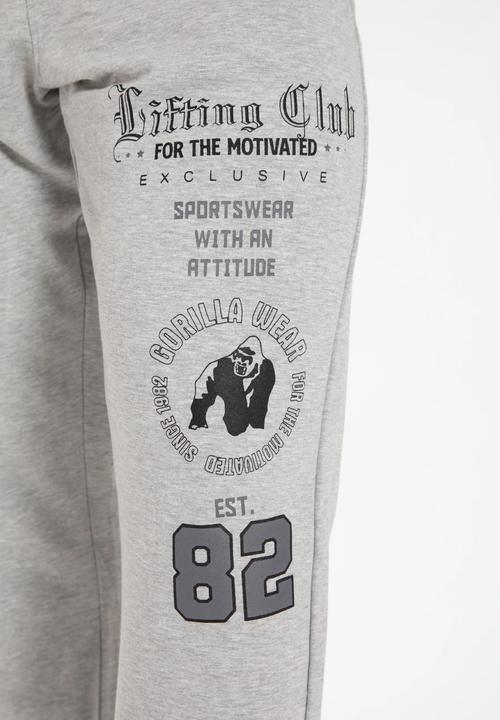 Lifting Club
FOR THE MOTIVATED
EXCLUSIVE
SPORTSWEAR
WITH AN
ATTITUDE
GORILLA WEAR
FOR THE MOTIVATED
SINCE 1982
EST.
82